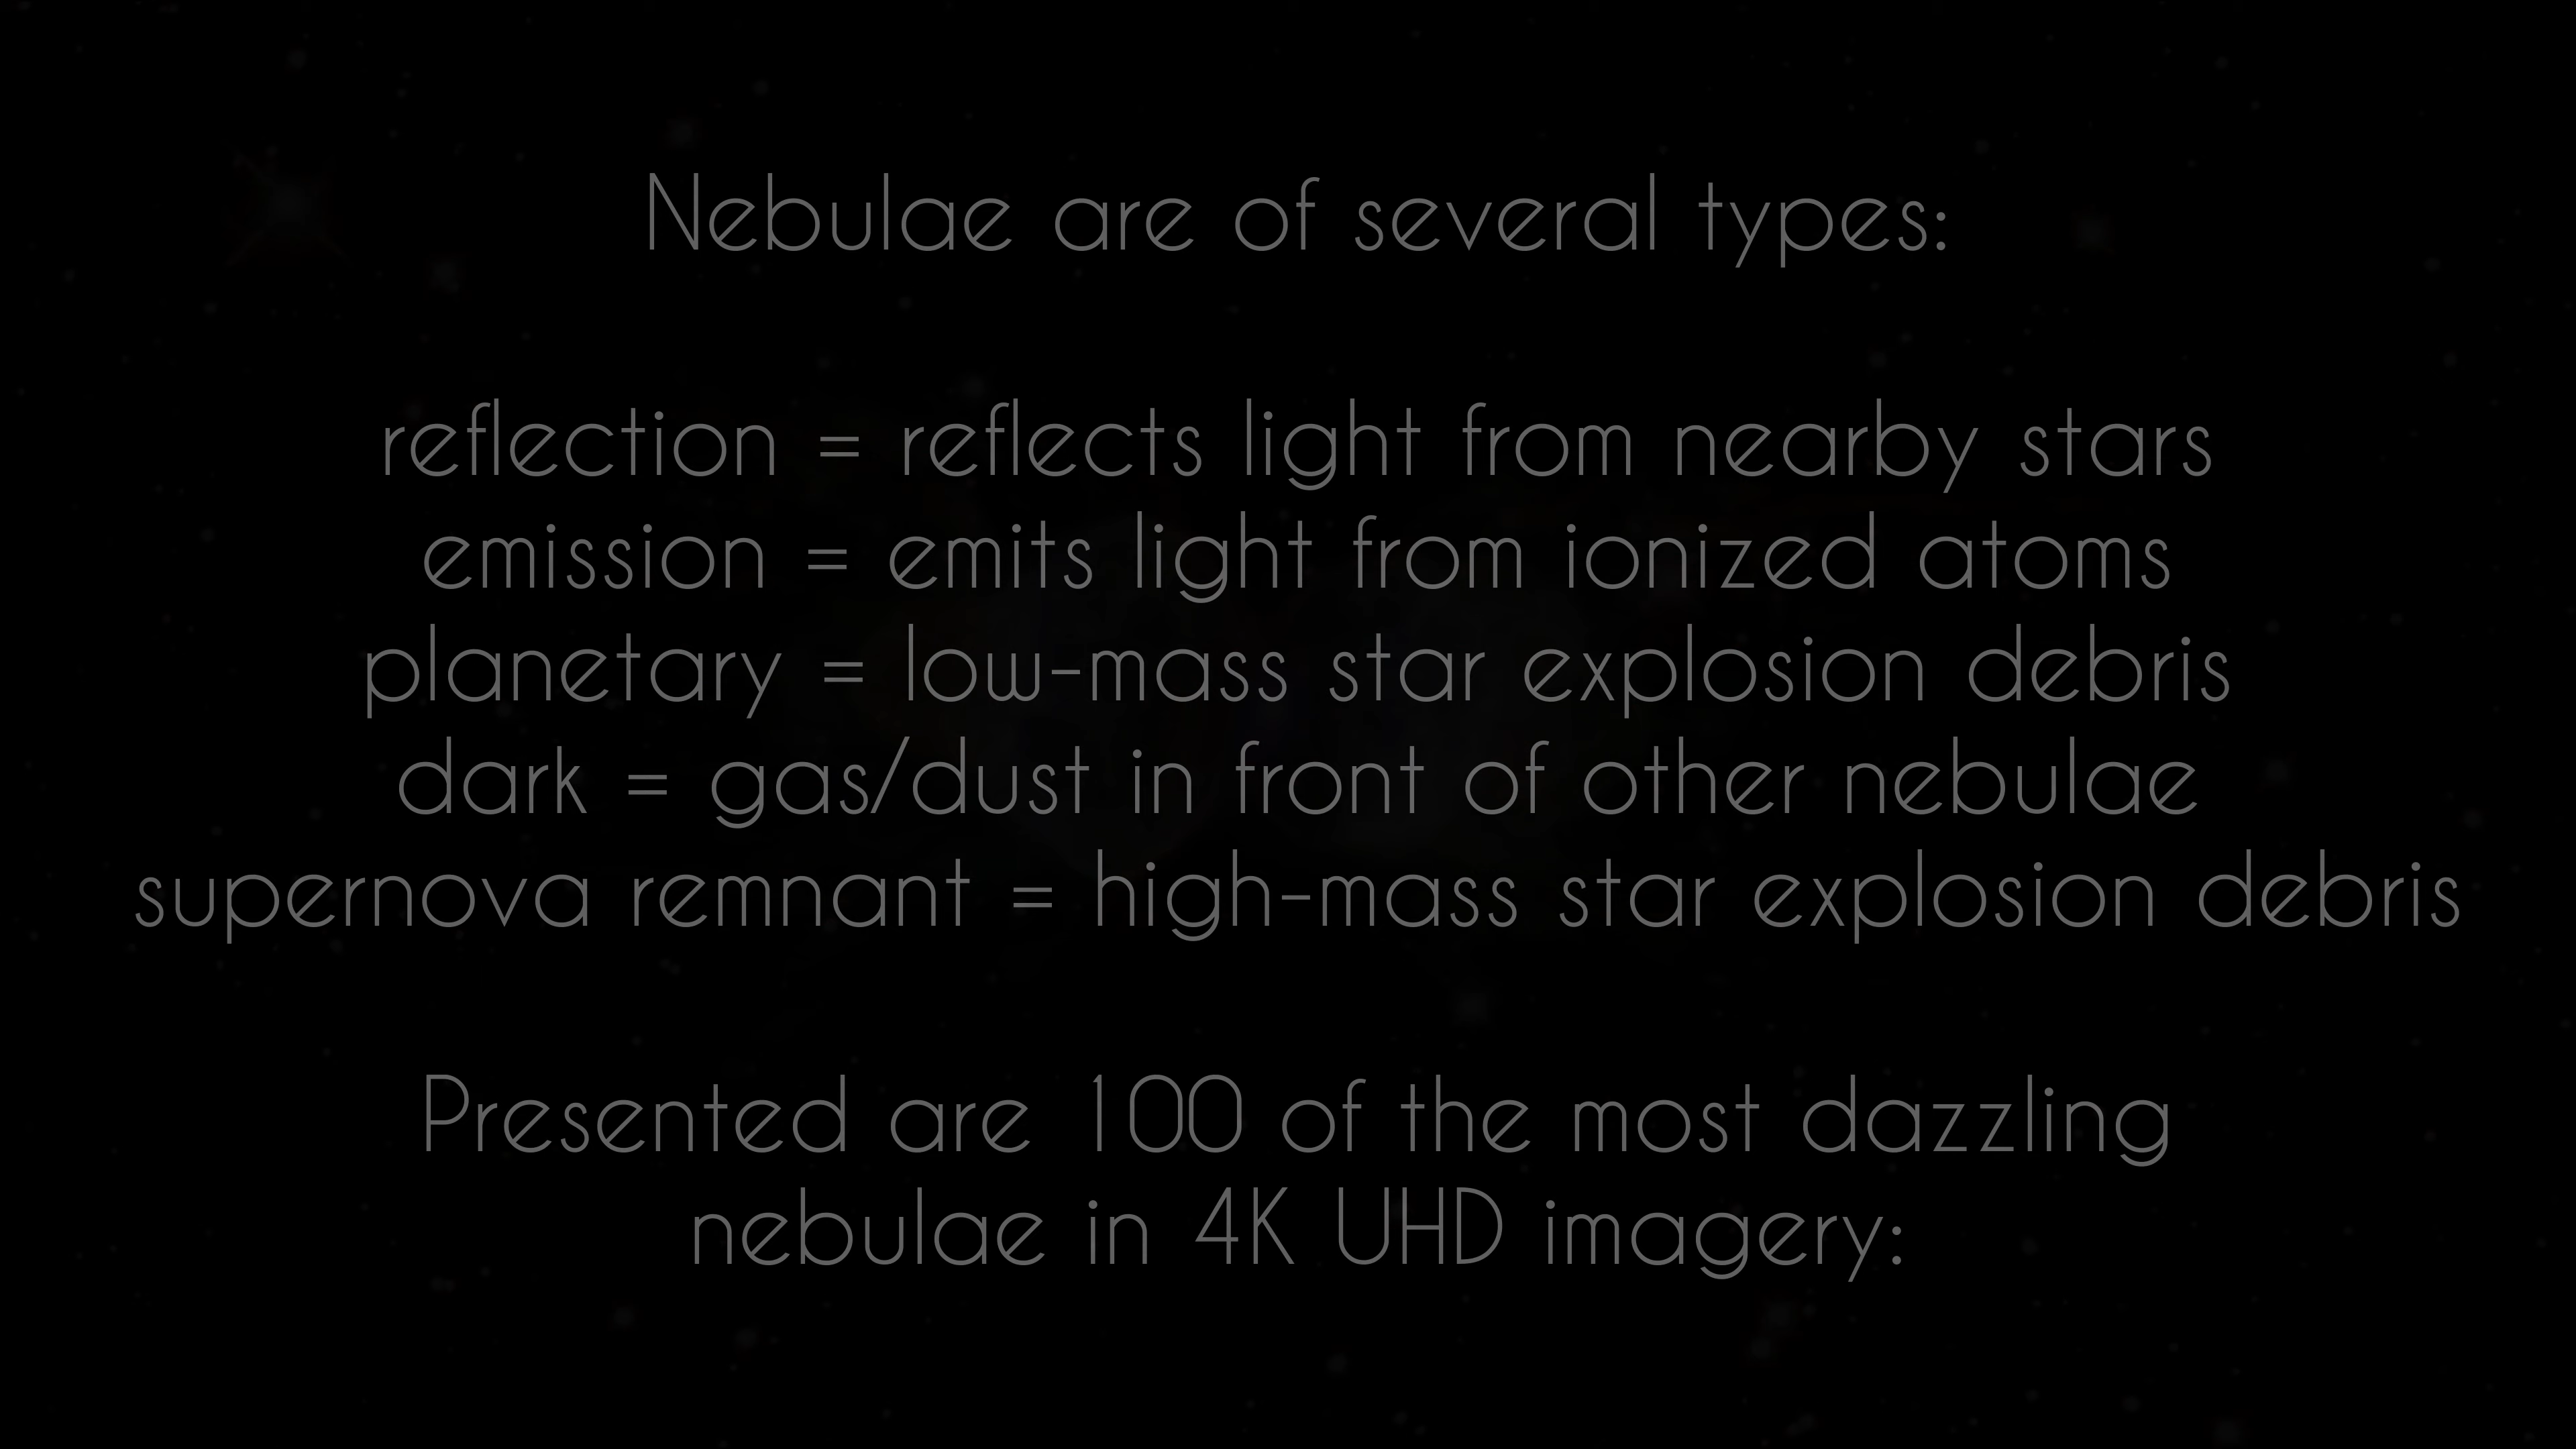 Nebulae are of several types:
reflection = reflects light from nearby stars
emission = emits light from ionized atoms
planetary = low-mass star explosion debris
dark = gas/dust in front of other nebulae
supernova remnant = high-mass star explosion debris
Presented are 100 of the most dazzling
nebulae in 4K UHD imagery: